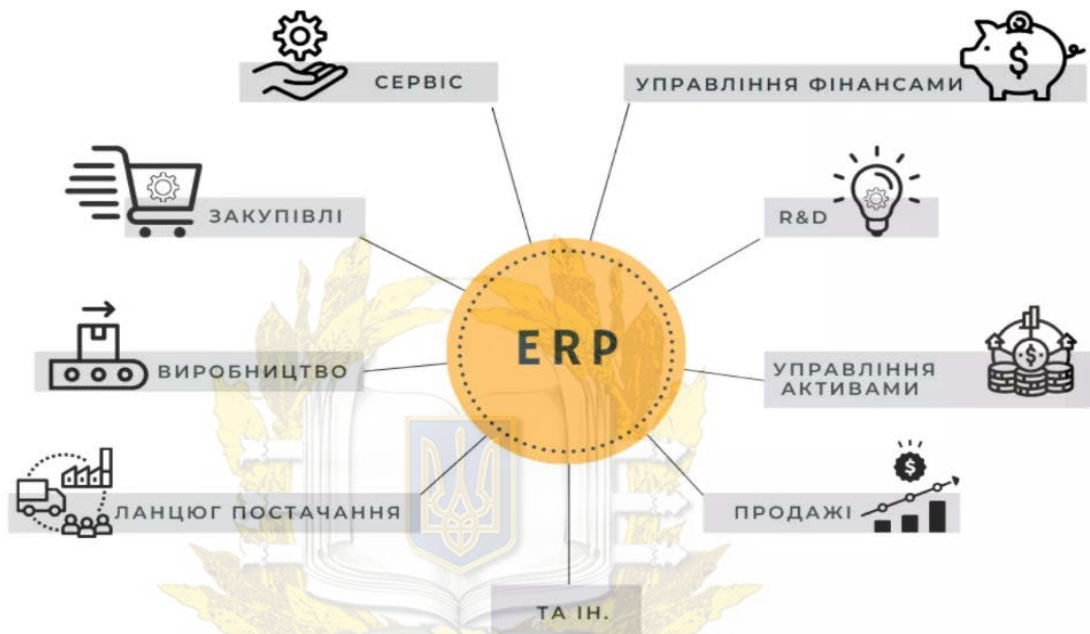 СЕРВІС
УПРАВЛІННЯ ФІНАНСАМИ
ЗАКУПІВЛІ
R&D
ERP
ВИРОБНИЦТВО
УПРАВЛІННЯ
АКТИВАМИ
ЛАНЦЮГ ПОСТАЧАННЯ
ПРОДАЖІ
ТА ІН.